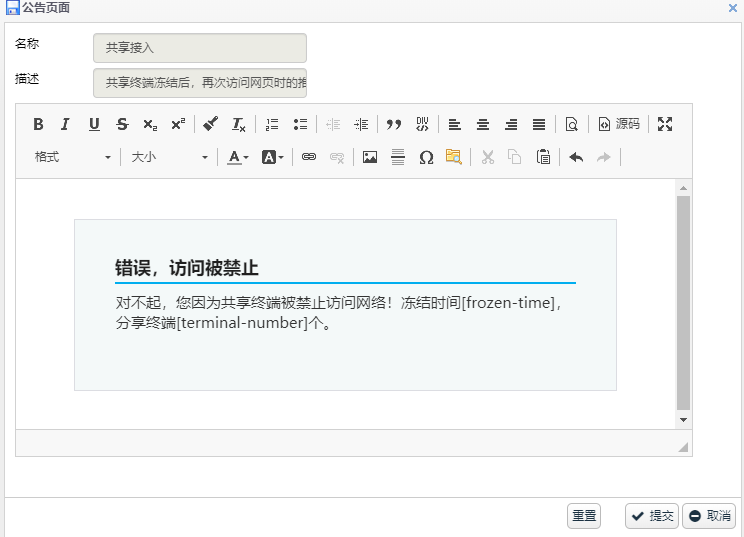 公告页面
名称
共享接入
描述
共享终端冻结后，再次访问网页时的推
源码
格式
大小
错误，访问被禁止
对不起，您因为共享终端被禁止访问网络！冻结时间[frozen-time]，
分享终端[terminal-number]个。
重置
提交
取消